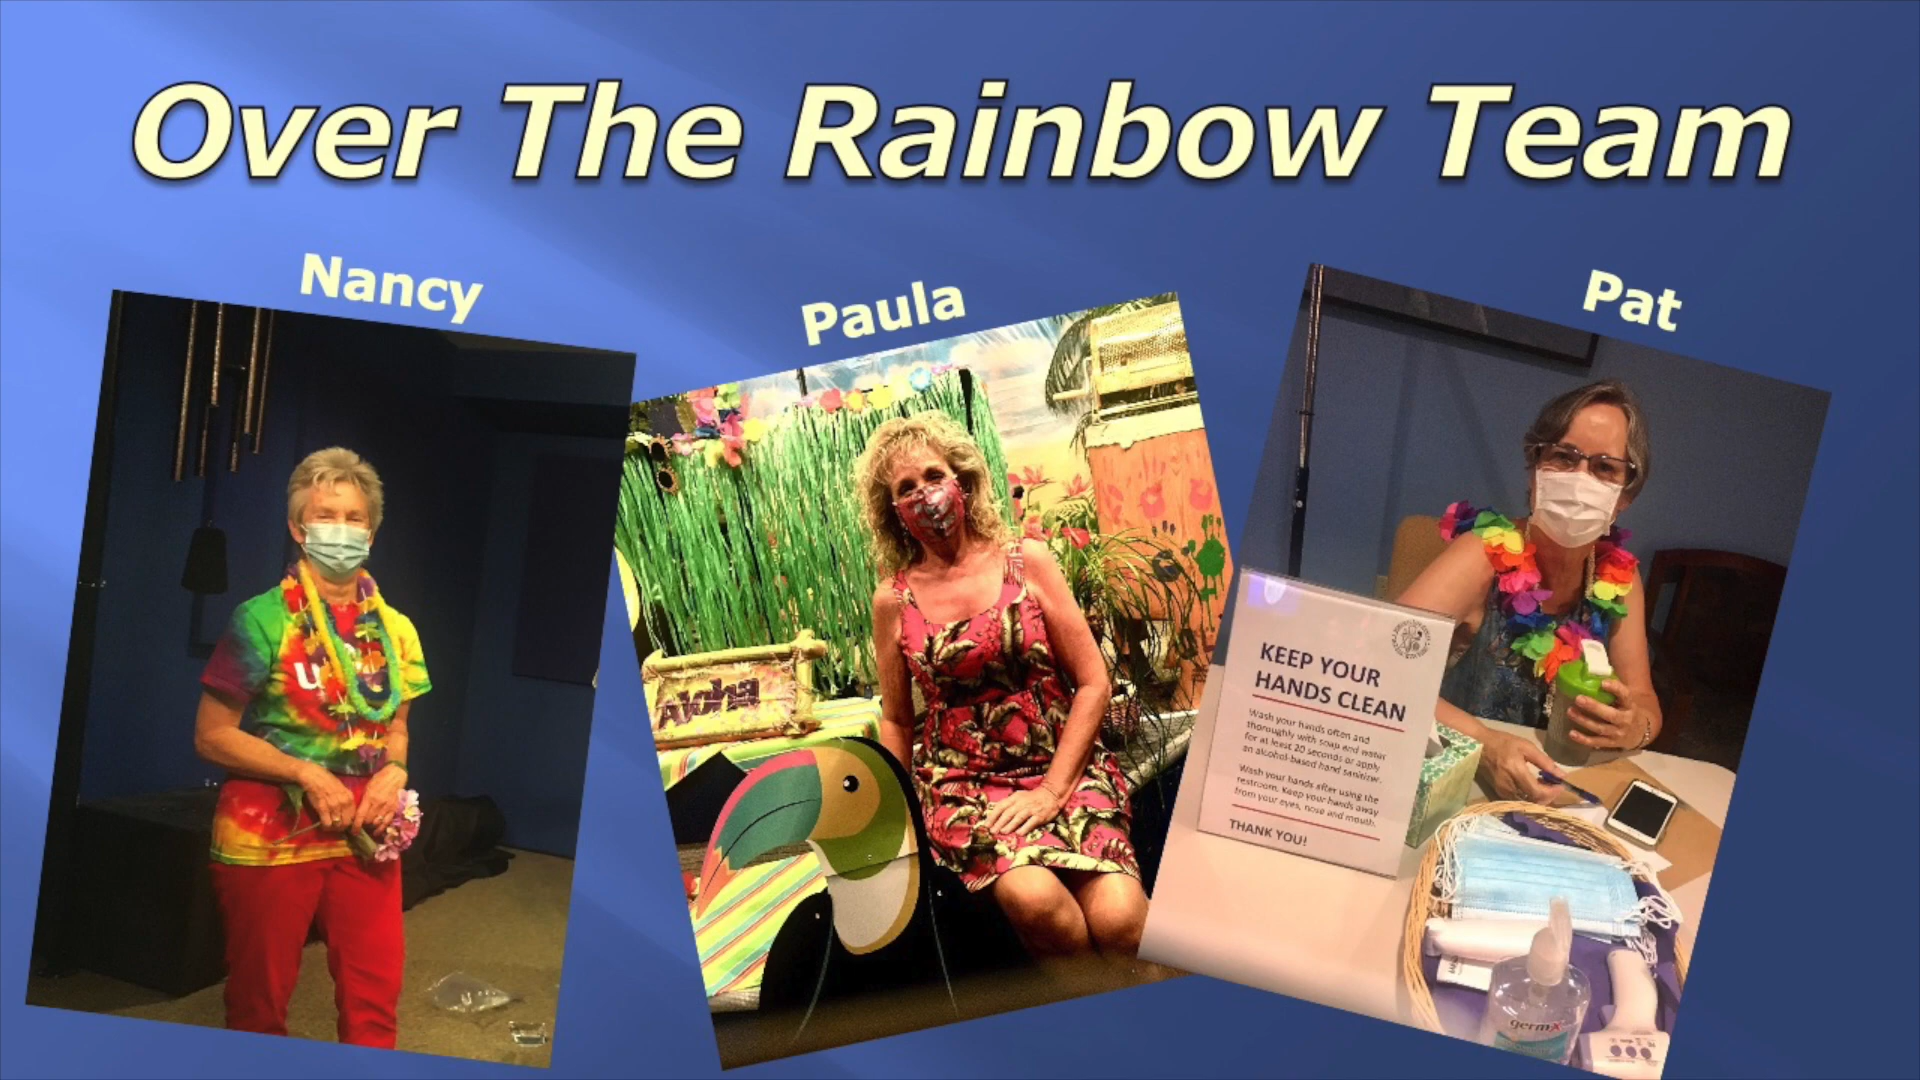 Over The Rainbow Team
Nancy
Paula
Pat
Aloha
KEEP YOUR
HANDS CLEAN
Wash your hands often and
thoroughly with soap and water
for at least 20 seconds or apply
an alcohol-based hand sanitizer.
Wash your hands after using the
restroom. Keep your hands away
from your eyes, nose and mouth.
THANK YOU!
germ-X